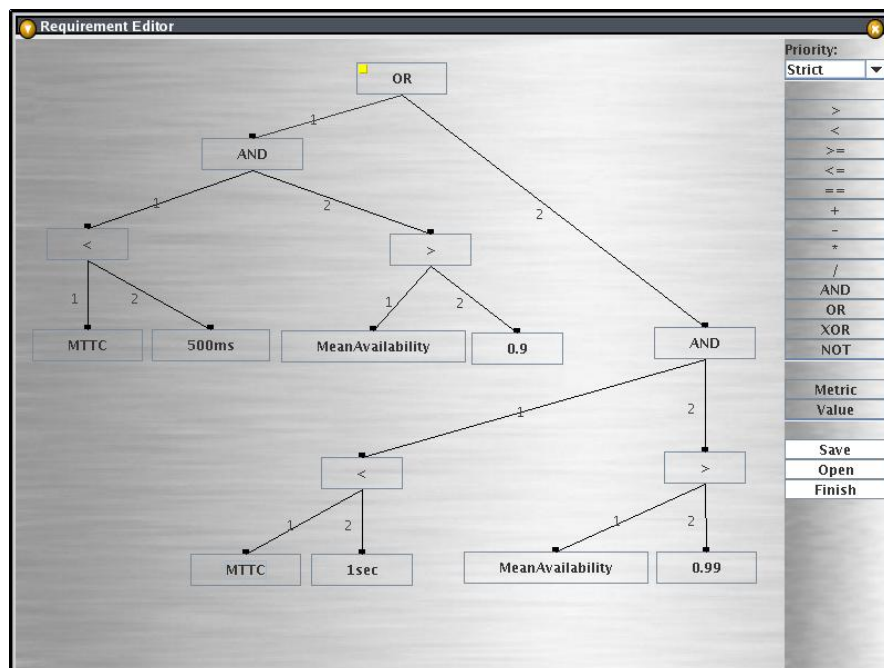 Requirement Editor
Priority:
Strict
OR
1
AND
1
2
2
<
>
1
2
1
2
MTTC
500ms
MeanAvailability
0.9
AND
1
2
<
>
1
2
1
2
MTTC
1sec
MeanAvailability
0.99
>
<
>=
<=
==
+
-
*
/
AND
OR
XOR
NOT
Metric
Value
Save
Open
Finish